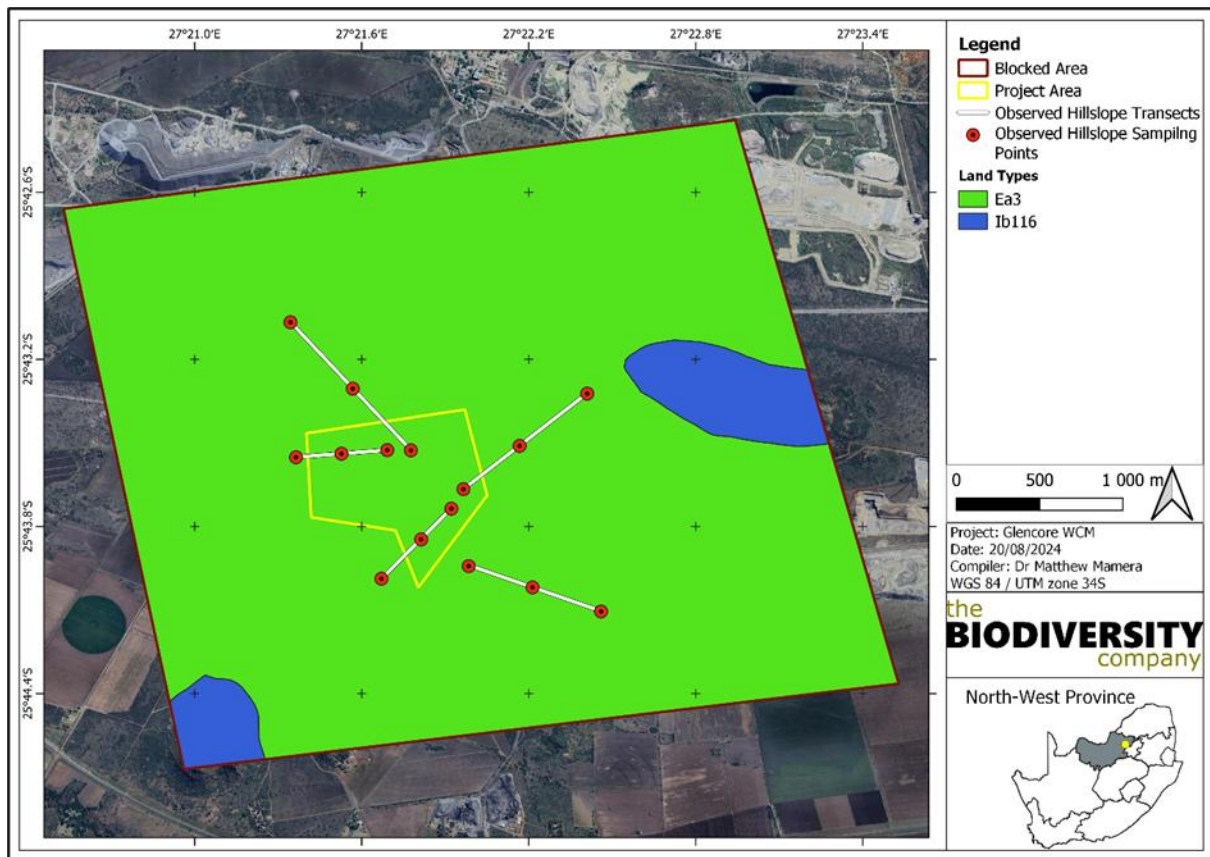 27°21.0'E
27°21.6'E
27°22.2'E
27°22.8'E
27°23.4'E
25°42.6'S
25°43.2'S
25°43.8'S
25°44.4'S
Legend
Blocked Area
Project Area
Observed Hillslope Transects
Observed Hillslope Sampilng
Points
Land Types
Ea3
Ib116
0 500 1 000 m
Project: Glencore WCM
Date: 20/08/2024
Compiler: Dr Matthew Mamera
WGS 84 / UTM zone 34S
the
BIODIVERSITY
company
North-West Province